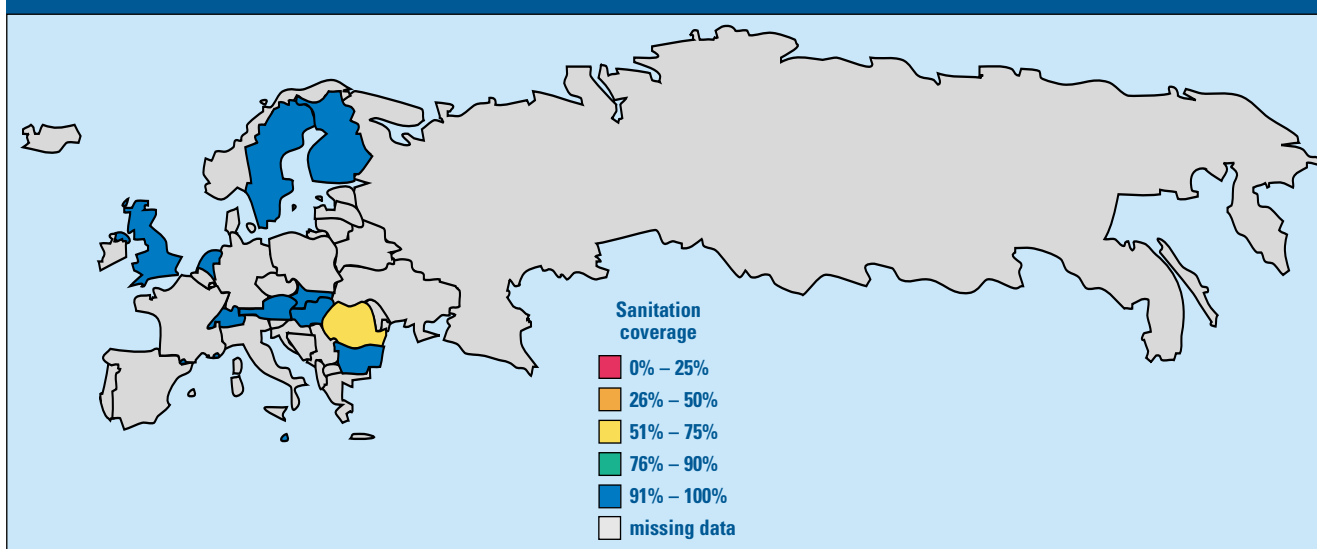 Sanitation
coverage
0% – 25%
26% – 50%
51% – 75%
76% – 90%
91% – 100%
missing data